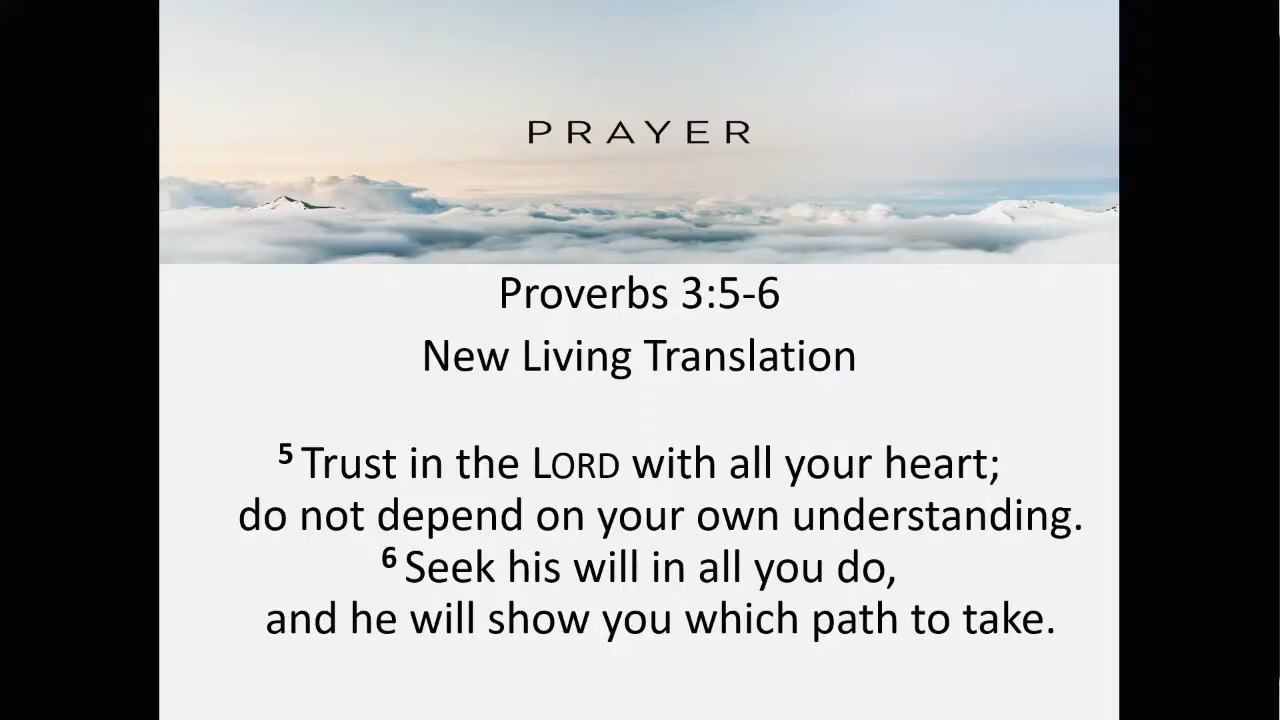 PRAYER
Proverbs 3:5-6
New Living Translation
5 Trust in the LORD with all your heart;
do not depend on your own understanding.
6 Seek his will in all you do,
and he will show you which path to take.